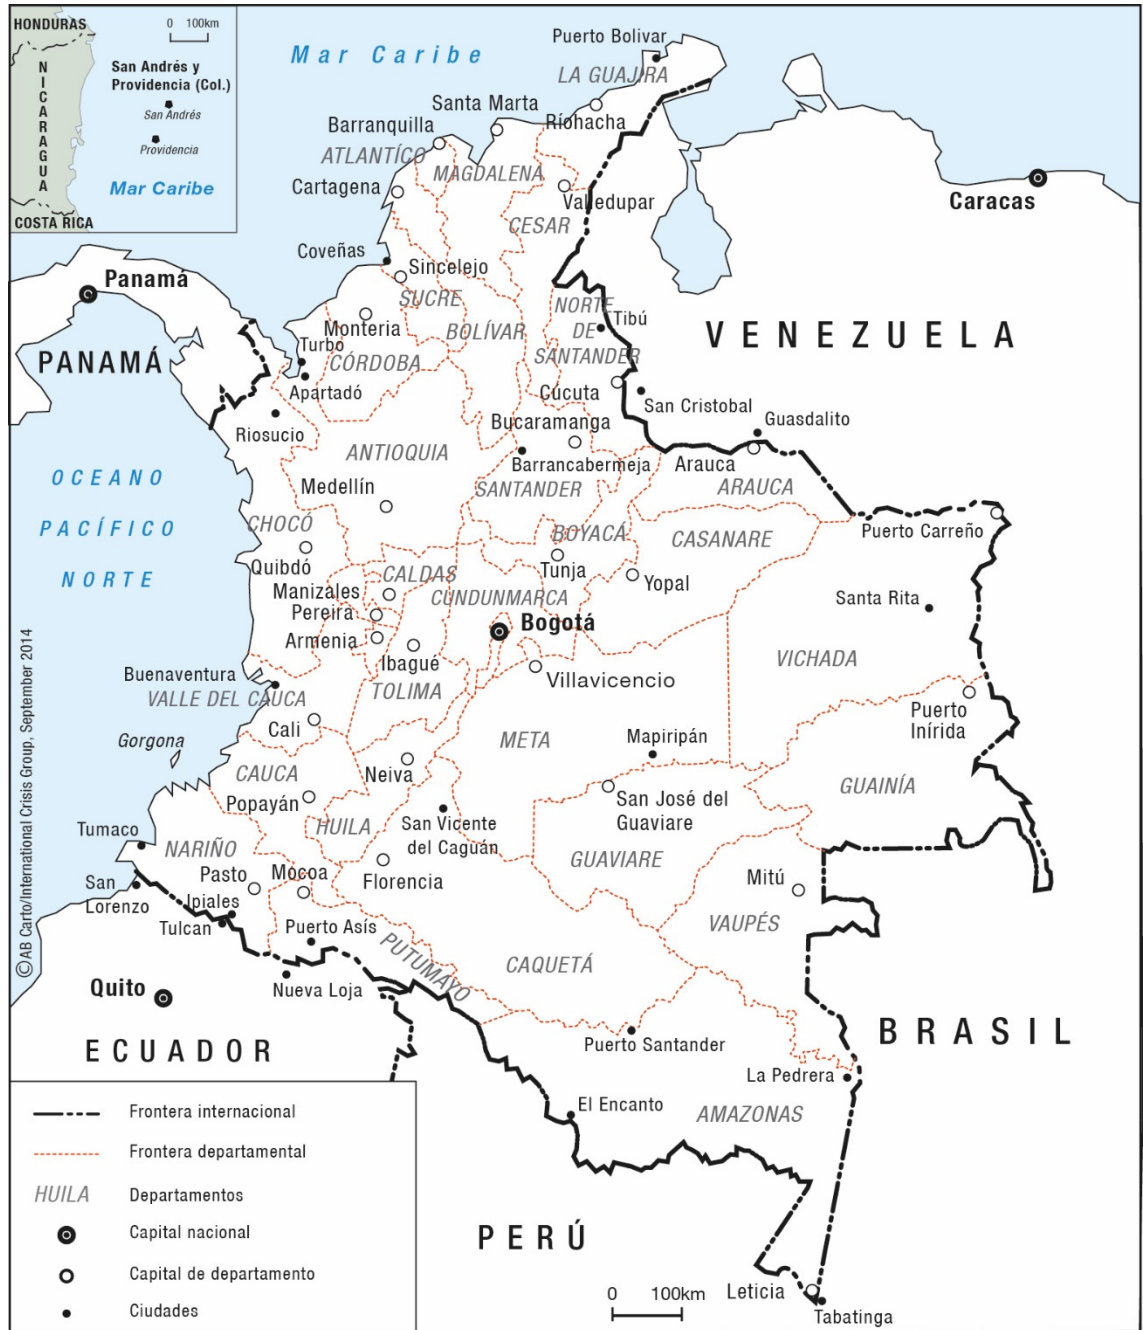 HONDURAS
0 100km
NICARAGUA
San Andrés y
Providencia (Col.)
San Andrés
Providencia
Mar Caribe
COSTA RICA
Mar Caribe
Puerto Bolivar
LA GUAJIRA
Santa Marta
Ríohacha
Barranquilla
ATLANTÍCO
MAGDALENA
Cartagena
Valledupar
Caracas
CESAR
Coveñas
Sincelejo
Panamá
SUCRE
NORTE
DE
SANTANDER
Tibú
Monteria
BOLÍVAR
VENEZUELA
Turbo
PANAMÁ
CÓRDOBA
Apartadó
Cúcuta
San Cristobal
Riosucio
Bucaramanga
Guasdalito
ANTIOQUIA
Barrancabermeja
Arauca
OCEANO
PACÍFICO
NORTE
Medellín
SANTANDER
ARAUCA
CHOCÓ
Puerto Carreño
BOYACÁ
CASANARE
Quibdó
Tunja
CALDAS
Yopal
Manizales
CUNDUNMARCA
Santa Rita
Pereira
Bogotá
Armenia
Ibagué
VICHADA
Buenaventura
Villavicencio
VALLE DEL CAUCA
TOLIMA
Puerto
Inírida
Cali
Gorgona
META
Mapiripán
CAUCA
Neiva
GUAINÍA
Popayán
San José del
Guaviare
HUILA
San Vicente
del Caguán
Tumaco
NARIÑO
GUAVIARE
Pasto
Mocoa
Florencia
Mitú
San
Lorenzo
Ipiales
Tulcan
VAUPÉS
Puerto Asís
PUTUMAYO
CAQUETÁ
Quito
Nueva Loja
BRASIL
ECUADOR
Puerto Santander
La Pedrera
El Encanto
AMAZONAS
PERÚ
Leticia
Tabatinga
0 100km
Frontera internacional
Frontera departamental
HUILA Departamentos
Capital nacional
Capital de departamento
Ciudades
©AB Carto/International Crisis Group, September 2014